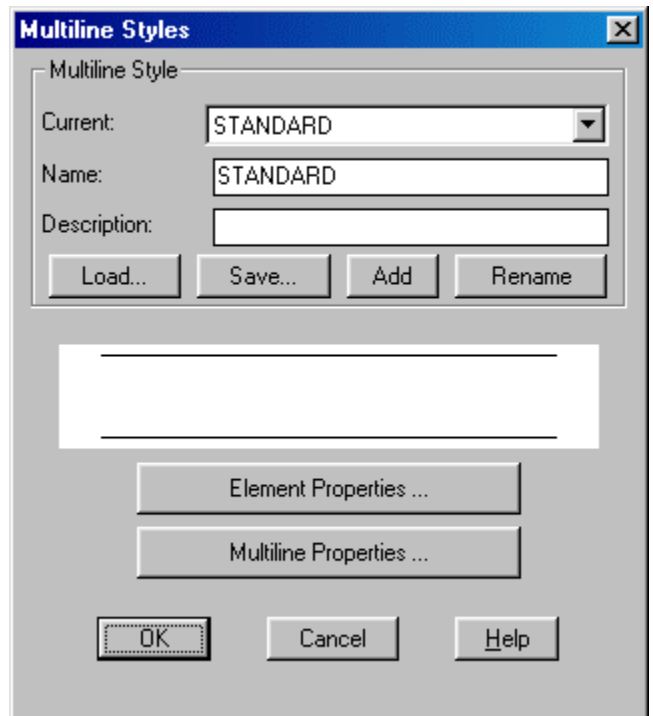 Multiline Styles
Multiline Style
Current: STANDARD
Name: STANDARD
Description:
Load... Save... Add Rename
Element Properties ...
Multiline Properties ...
OK Cancel Help